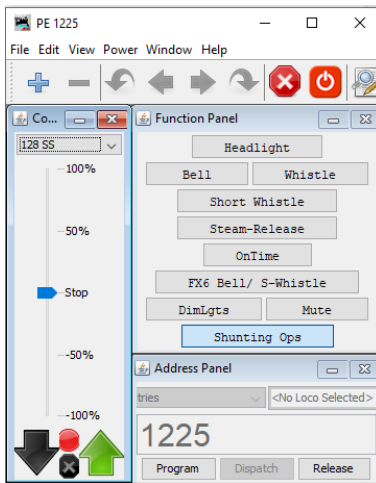 PE 1225
File Edit View Power Window Help
Co...
128 SS
100%
50%
Stop
-50%
-100%
Function Panel
Headlight
Bell Whistle
Short Whistle
Steam-Release
OnTime
FX6 Bell/ S-Whistle
DimLgts Mute
Shunting Ops
Address Panel
tries <No Loco Selected>
1225
Program Dispatch Release